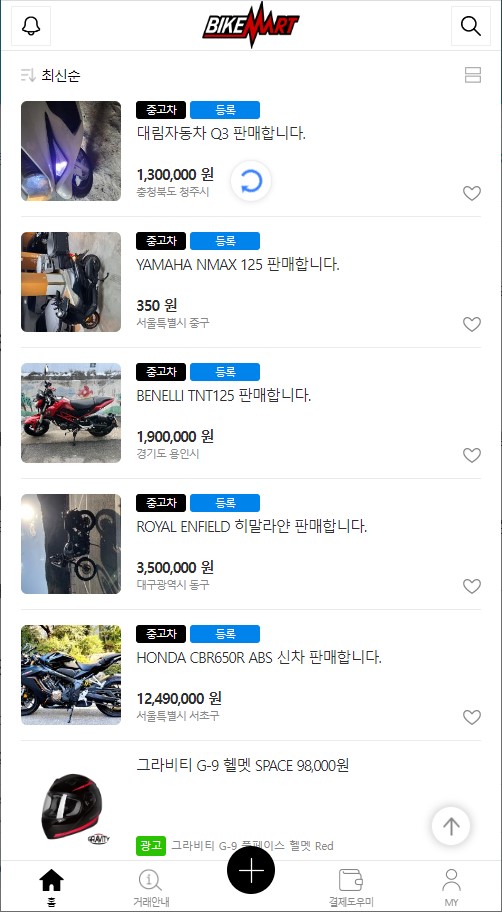 BIKEMART
최신순
중고차 등록
대림자동차 Q3 판매합니다.
1,300,000 원
충청북도 청주시
중고차 등록
YAMAHA NMAX 125 판매합니다.
350 원
서울특별시 중구
중고차 등록
BENELLI TNT125 판매합니다.
1,900,000 원
경기도 용인시
중고차 등록
ROYAL ENFIELD 히말라얀 판매합니다.
3,500,000 원
대구광역시 동구
중고차 등록
HONDA CBR650R ABS 신차 판매합니다.
12,490,000 원
서울특별시 서초구
그라비티 G-9 헬멧 SPACE 98,000원
GRAVITY
광고 그라비티 G-9 풀페이스 헬멧 Red
홈 거래안내 결제도우미 MY